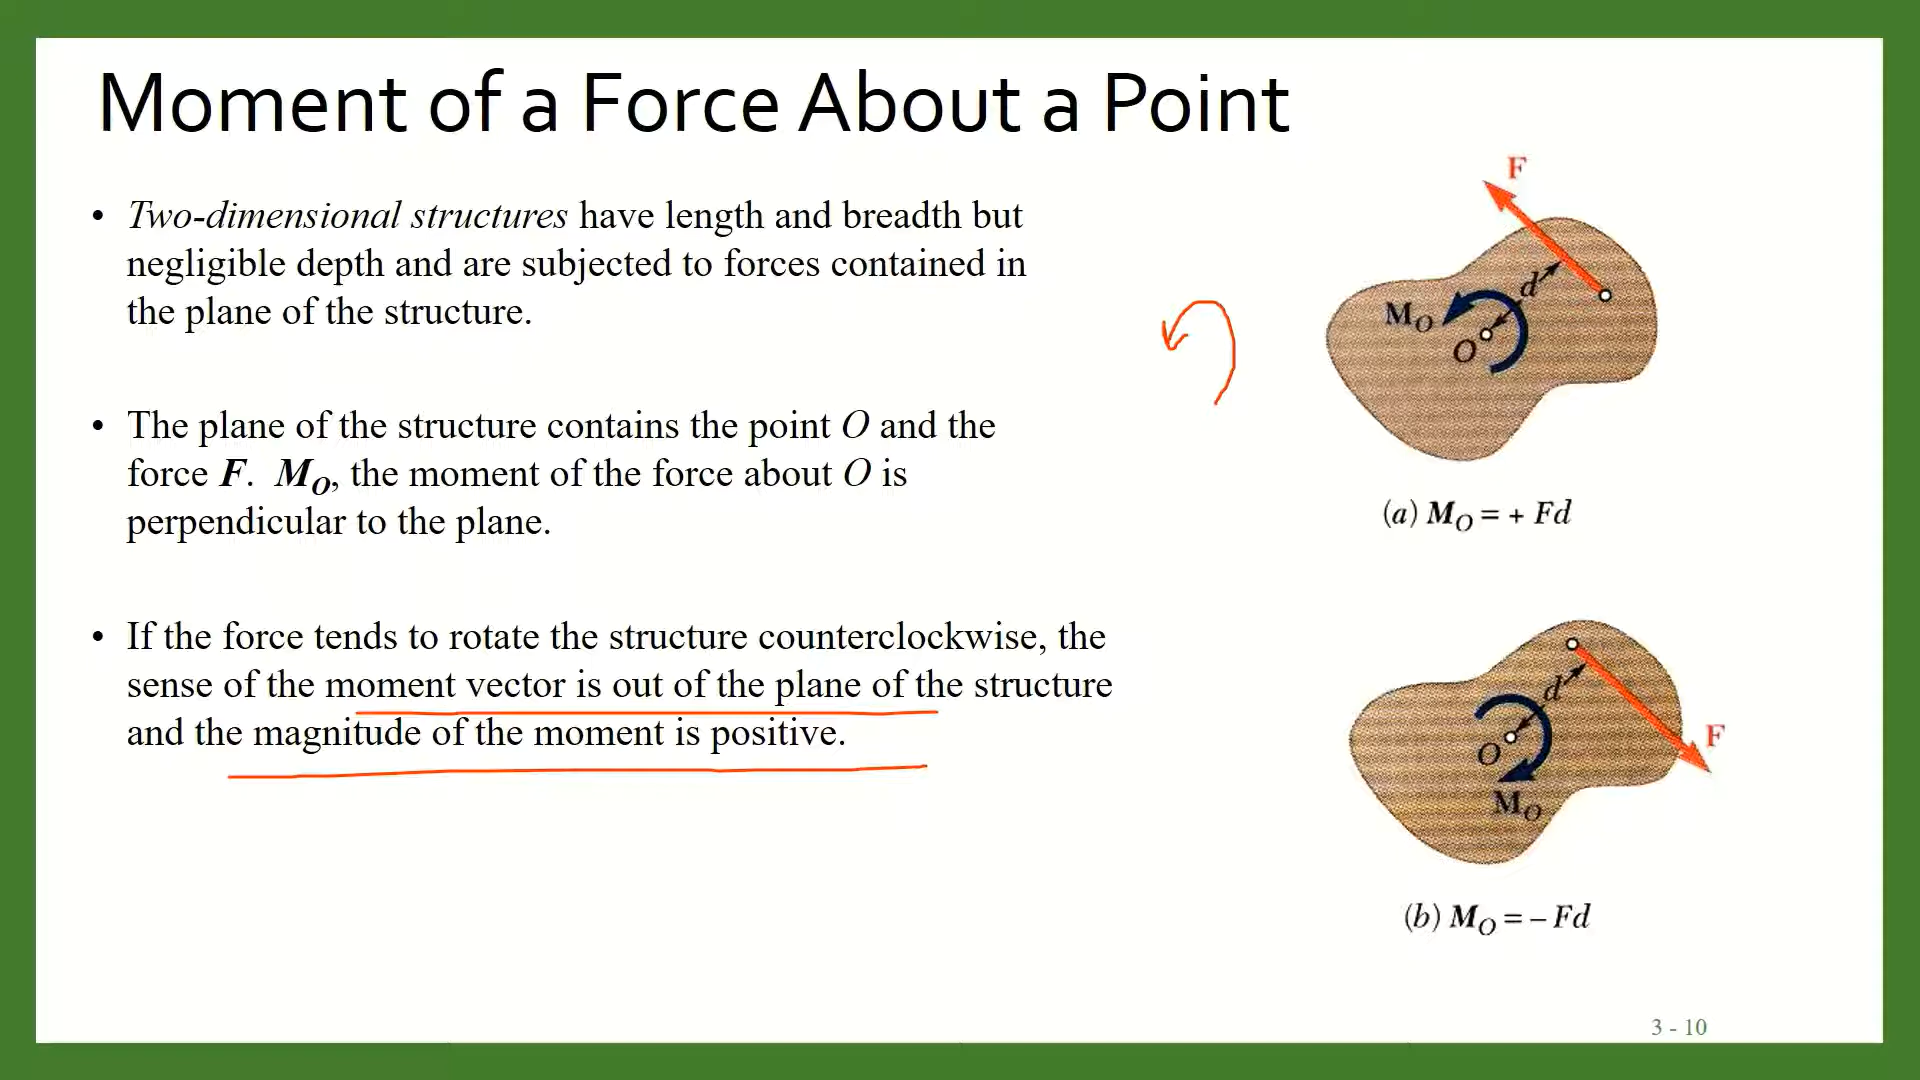 Moment of a Force About a Point
• Two-dimensional structures have length and breadth but
negligible depth and are subjected to forces contained in
the plane of the structure.
• The plane of the structure contains the point O and the
force F. M_O, the moment of the force about O is
perpendicular to the plane.
• If the force tends to rotate the structure counterclockwise, the
sense of the moment vector is out of the plane of the structure
and the magnitude of the moment is positive.
F
d
M_O
O
(a) M_O = + Fd
d
F
O
M_O
(b) M_O = – Fd
3 - 10